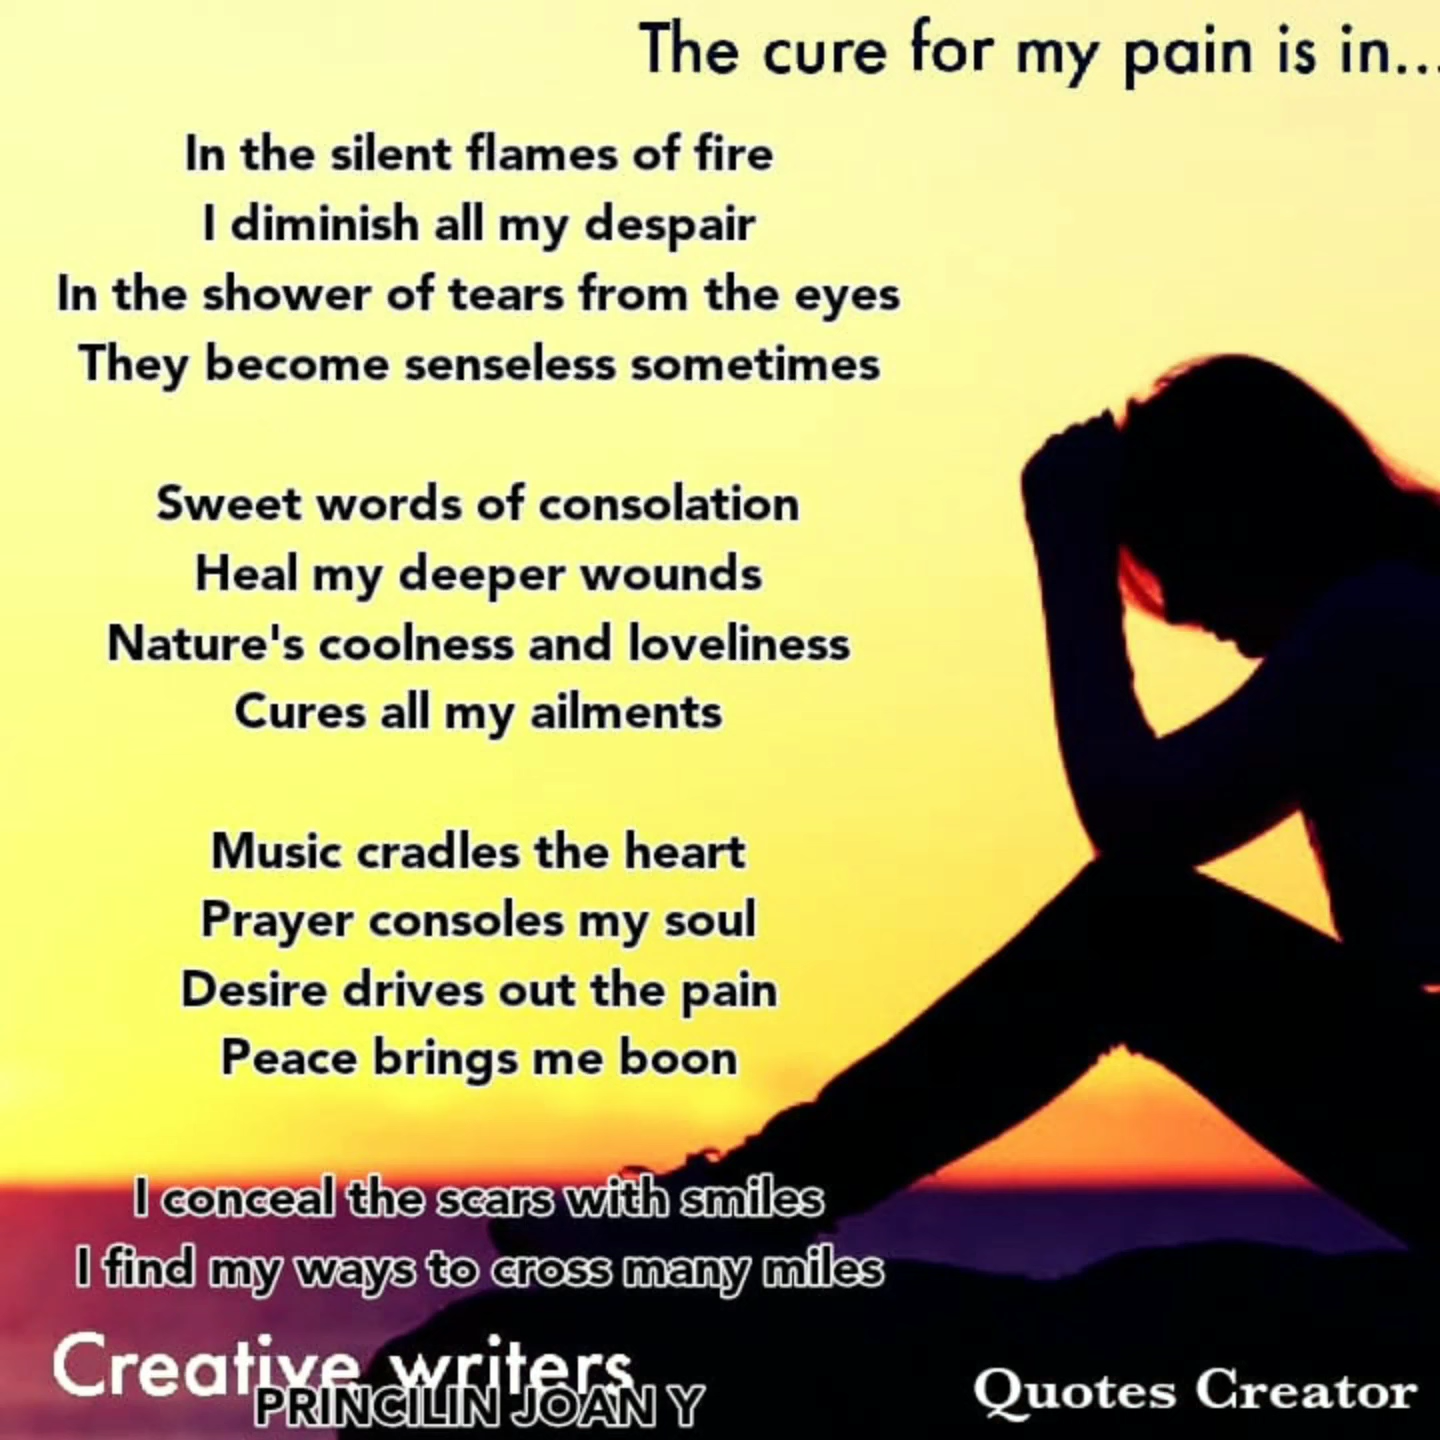 The cure for my pain is in...
In the silent flames of fire
I diminish all my despair
In the shower of tears from the eyes
They become senseless sometimes
Sweet words of consolation
Heal my deeper wounds
Nature's coolness and loveliness
Cures all my ailments
Music cradles the heart
Prayer consoles my soul
Desire drives out the pain
Peace brings me boon
I conceal the scars with smiles
I find my ways to cross many miles
Creative writers
PRINCILIN JOAN Y
Quotes Creator